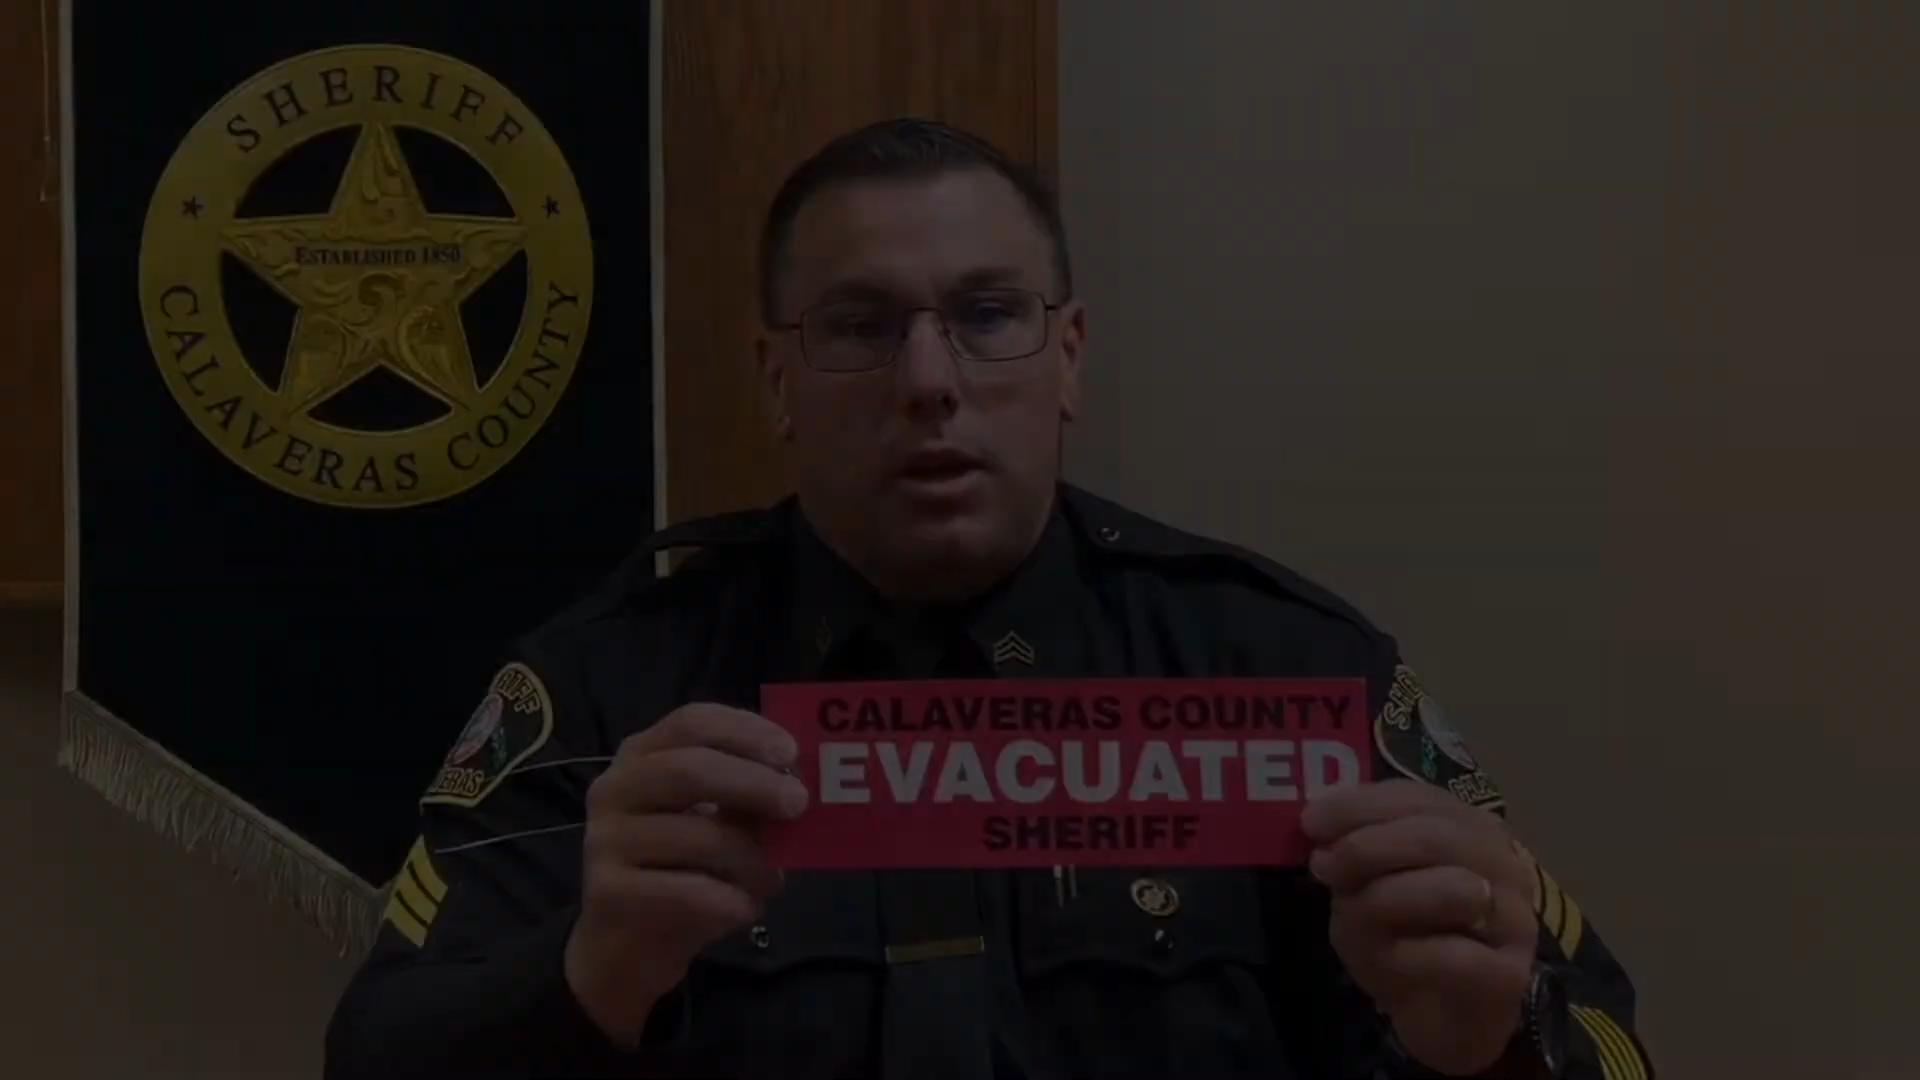 SHERIFF
ESTABLISHED 1850
CALAVERAS COUNTY
CALAVERAS COUNTY
EVACUATED
SHERIFF